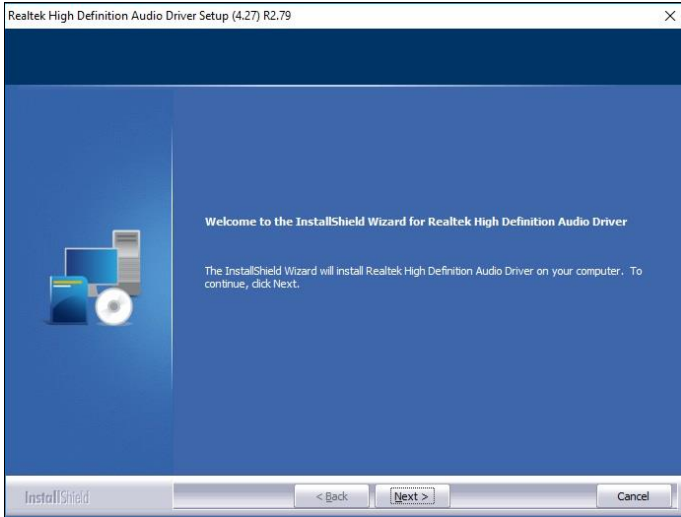 Realtek High Definition Audio Driver Setup (4.27) R2.79
Welcome to the InstallShield Wizard for Realtek High Definition Audio Driver
The InstallShield Wizard will install Realtek High Definition Audio Driver on your computer. To
continue, click Next.
InstallShield
< Back
Next >
Cancel